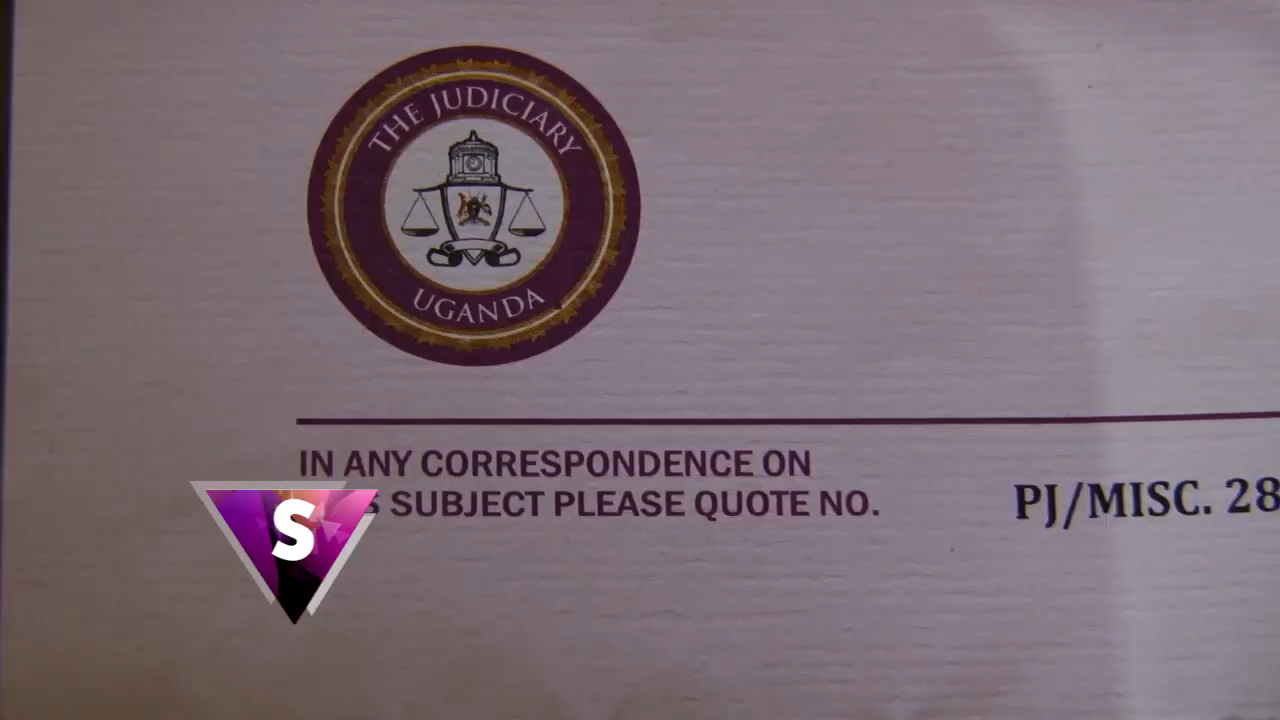 THE JUDICIARY
UGANDA
IN ANY CORRESPONDENCE ON
S SUBJECT PLEASE QUOTE NO.
PJ/MISC. 28
S